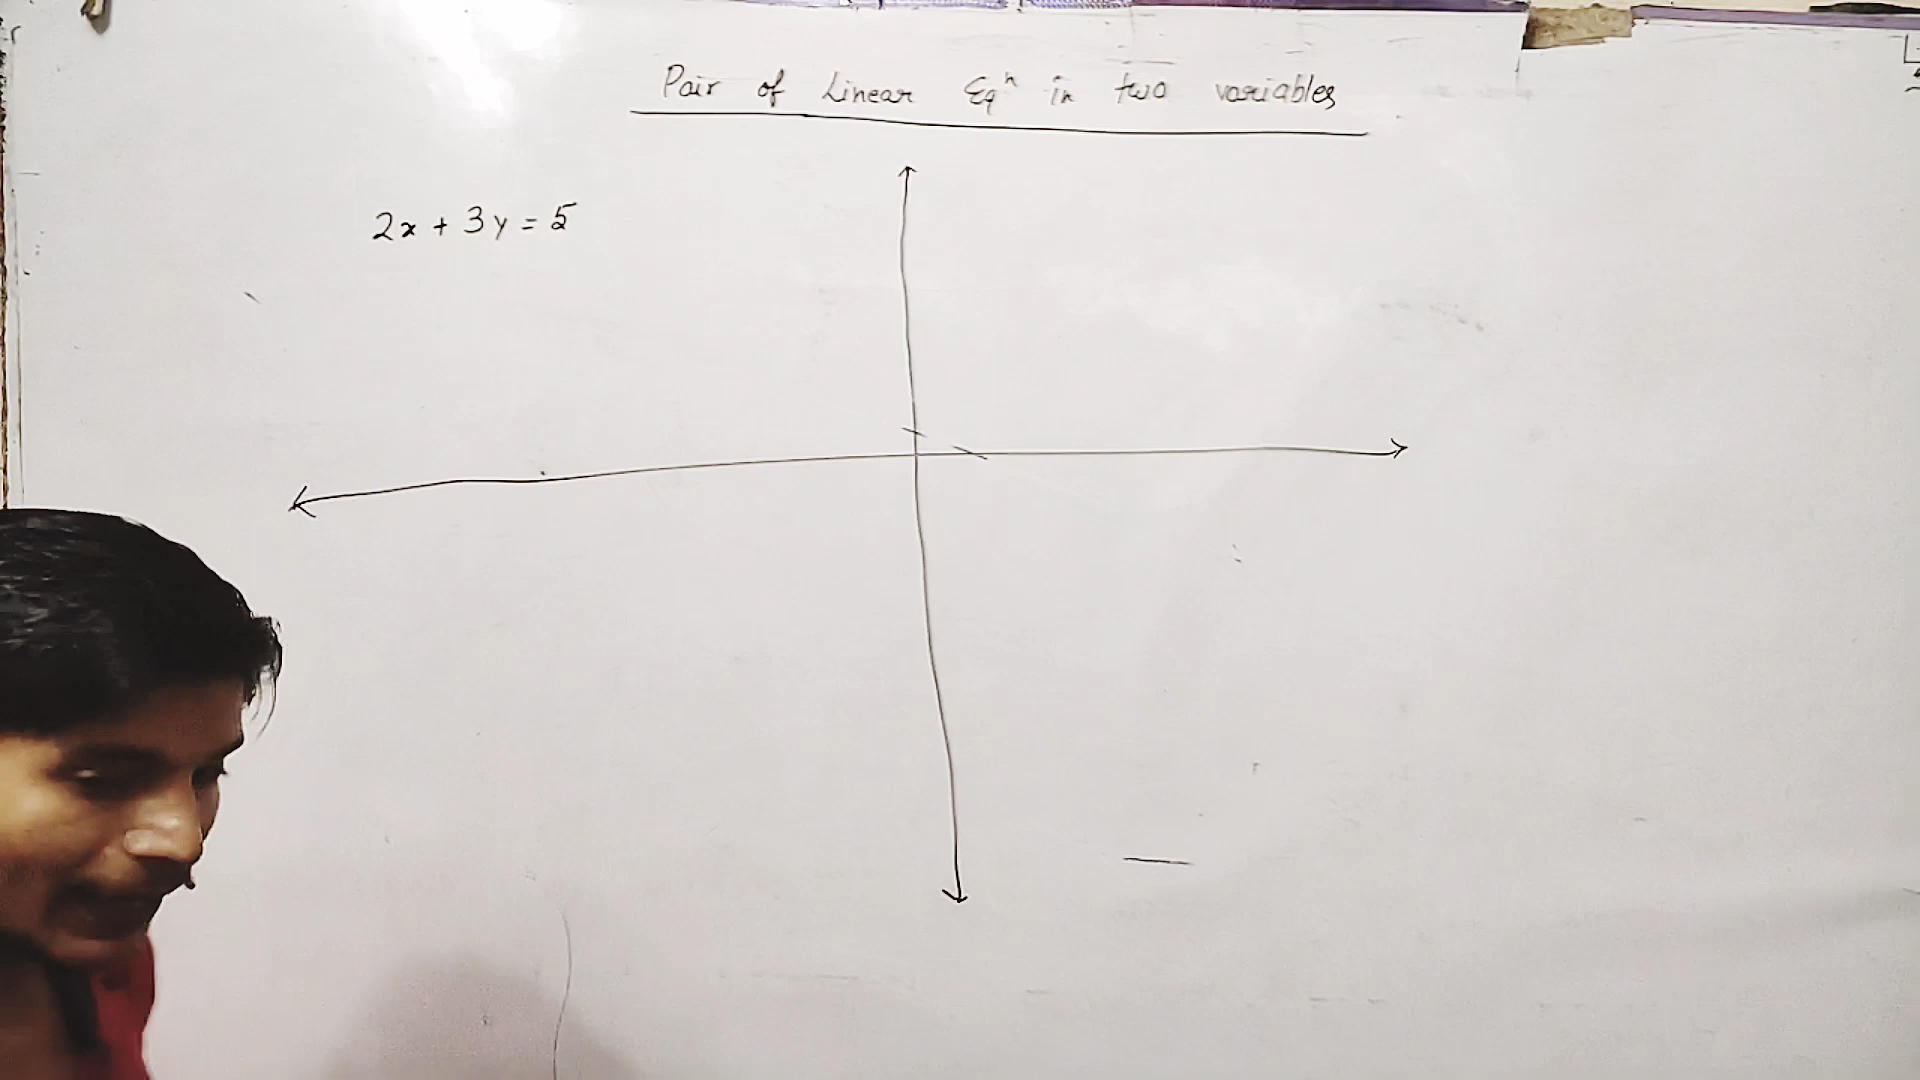 Pair of Linear Eqⁿ in two variables
2x + 3y = 5